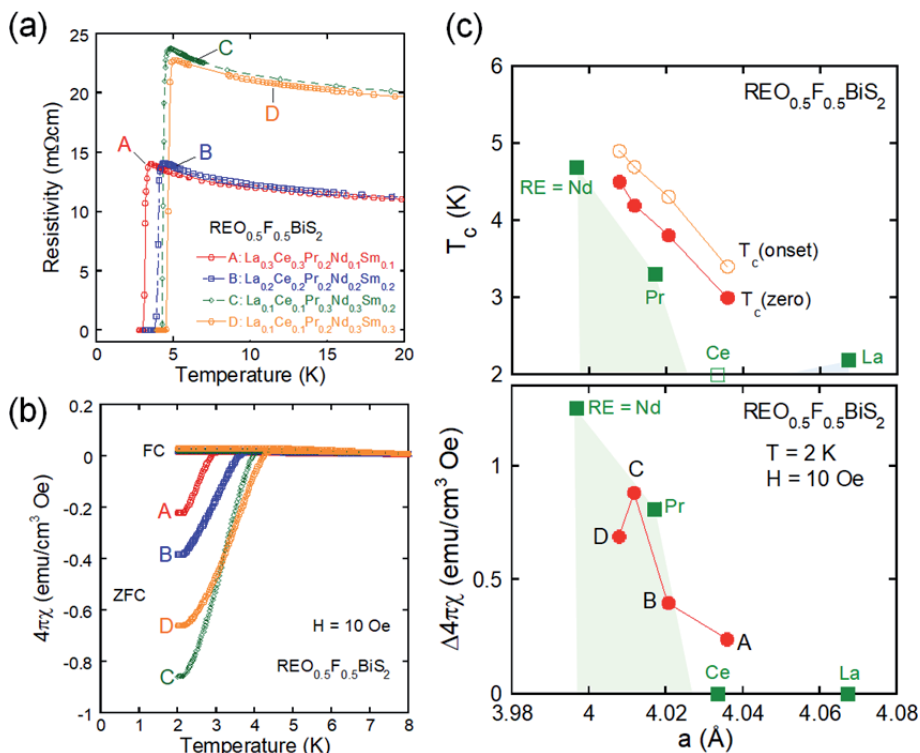 (a)
25
20
15
10
5
0
Resistivity (mΩcm)
A
B
C
D
REO0.5F0.5BiS2
A: La0.3Ce0.3Pr0.2Nd0.1Sm0.1
B: La0.2Ce0.2Pr0.2Nd0.2Sm0.2
C: La0.1Ce0.1Pr0.3Nd0.3Sm0.2
D: La0.1Ce0.1Pr0.2Nd0.3Sm0.3
0 5 10 15 20
Temperature (K)
(b)
0.2
0
-0.2
-0.4
-0.6
-0.8
-1
4πχ (emu/cm3 Oe)
FC
A
B
ZFC
D
C
H = 10 Oe
REO0.5F0.5BiS2
0 1 2 3 4 5 6 7 8
Temperature (K)
(c)
6
5
4
3
2
Tc (K)
REO0.5F0.5BiS2
RE = Nd
Pr
Tc(onset)
Tc(zero)
Ce
La
1
0.5
0
Δ4πχ (emu/cm3 Oe)
RE = Nd
REO0.5F0.5BiS2
T = 2 K
H = 10 Oe
C
Pr
D
B
A
Ce
La
3.98 4 4.02 4.04 4.06 4.08
a (Å)